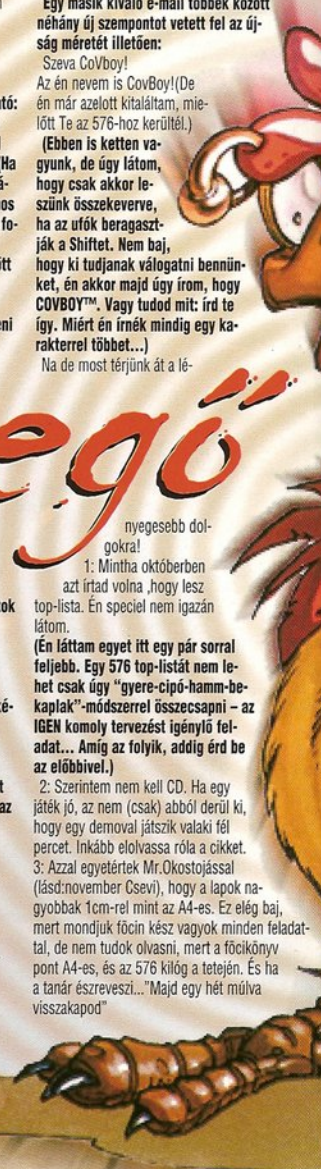 Egy másik kiváló e-mail többek között
néhány új szempontot vetett fel az új-
ság méretét illetően:
Szeva CoVboy!
Az én nevem is CovBoy!(De
én már azelott kitaláltam, mie-
lőtt Te az 576-hoz kerültél.)
(Ebben is ketten va-
gyunk, de úgy látom,
hogy csak akkor le-
szünk összekeverve,
ha az ufók beragaszt-
ják a Shiftet. Nem baj,
hogy ki tudjanak válogatni bennün-
ket, én akkor majd úgy írom, hogy
COVBOY™. Vagy tudod mit: írd te
így. Miért én írnék mindig egy ka-
rakterrel többet...)
Na de most térjünk át a lé-
egő
nyegesebb dol-
gokra!
1: Mintha októberben
azt írtad volna ,hogy lesz
top-lista. Én speciel nem igazán
látom.
(Én láttam egyet itt egy pár sorral
feljebb. Egy 576 top-listát nem le-
het csak úgy "gyere-cipó-hamm-be-
kaplak"-módszerrel összecsapni – az
IGEN komoly tervezést igénylő fel-
adat... Amíg az folyik, addig érd be
az előbbivel.)
2: Szerintem nem kell CD. Ha egy
játék jó, az nem (csak) abból derül ki,
hogy egy demoval játszik valaki fél
percet. Inkább elolvassa róla a cikket.
3: Azzal egyetértek Mr.Okostojással
(lásd:november Csevi), hogy a lapok na-
gyobbak 1cm-rel mint az A4-es. Ez elég baj,
mert mondjuk föcin kész vagyok minden feladat-
tal, de nem tudok olvasni, mert a föcikönyv
pont A4-es, és az 576 kilóg a tetején. És ha
a tanár észreveszi..."Majd egy hét múlva
visszakapod"